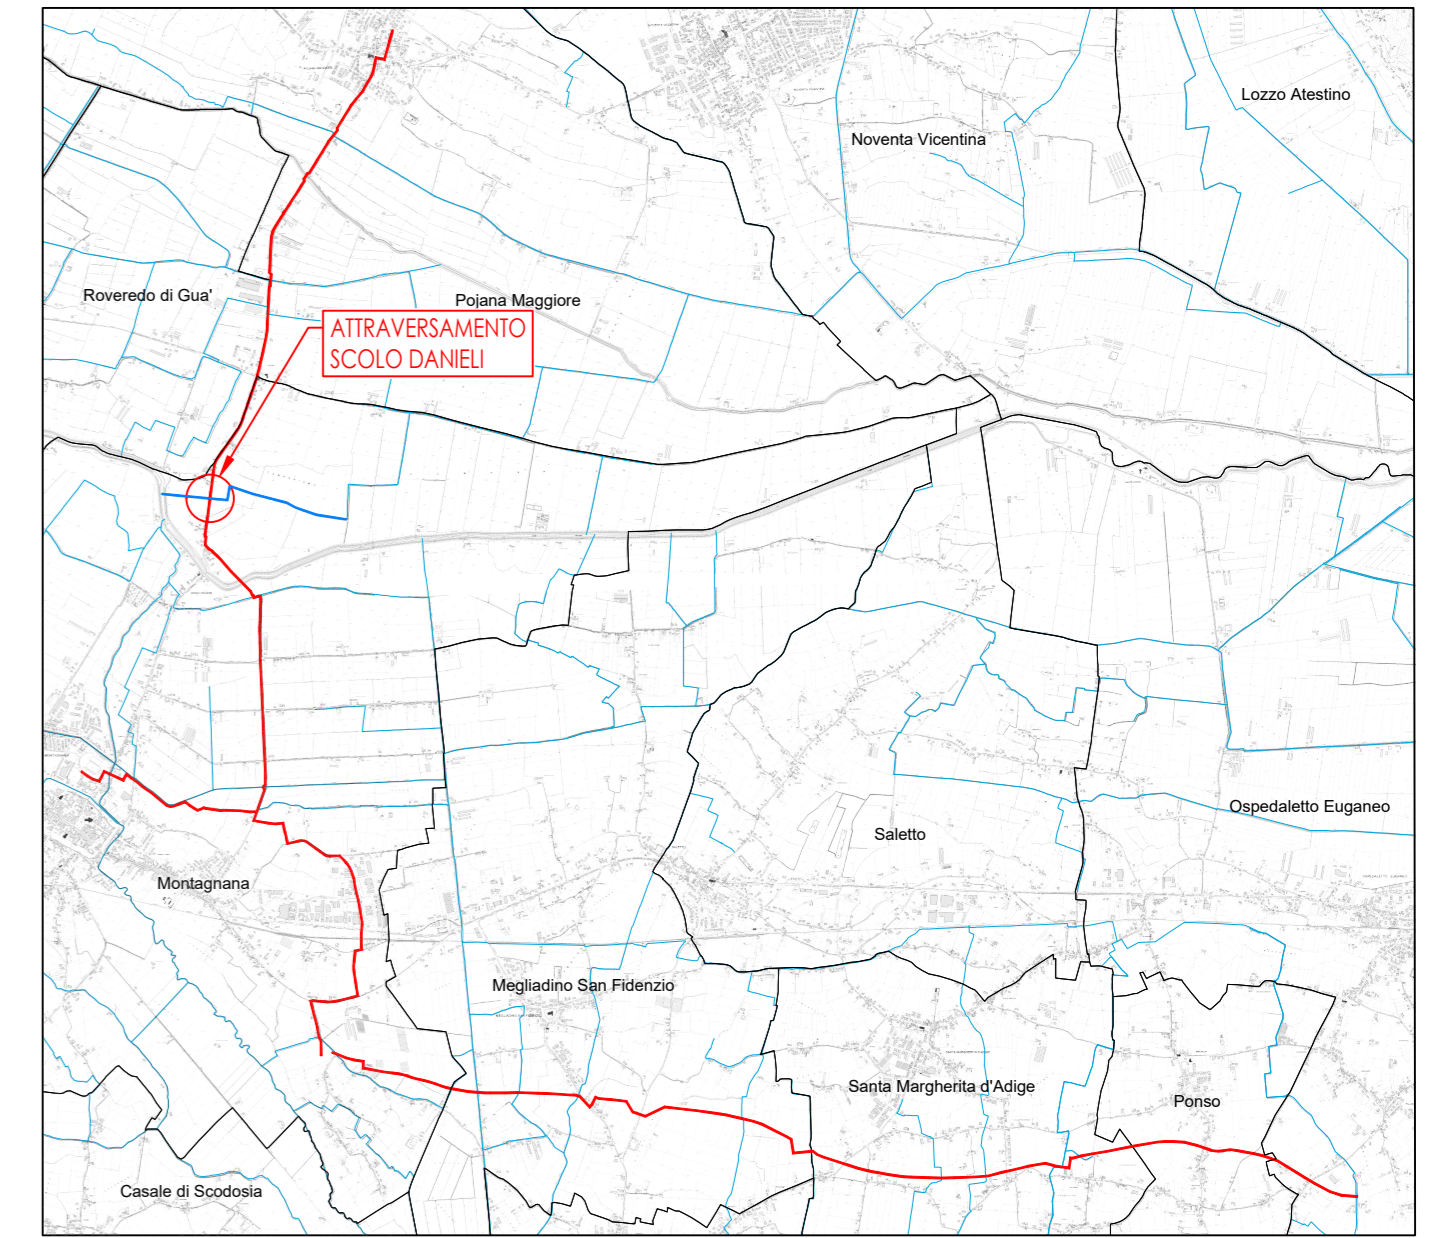 Lozzo Atestino
Noventa Vicentina
Roveredo di Gua'
Pojana Maggiore
ATTRAVERSAMENTO
SCOLO DANIELI
Ospedaletto Euganeo
Saletto
Montagnana
Megliadino San Fidenzio
Santa Margherita d'Adige
Ponso
Casale di Scodosia